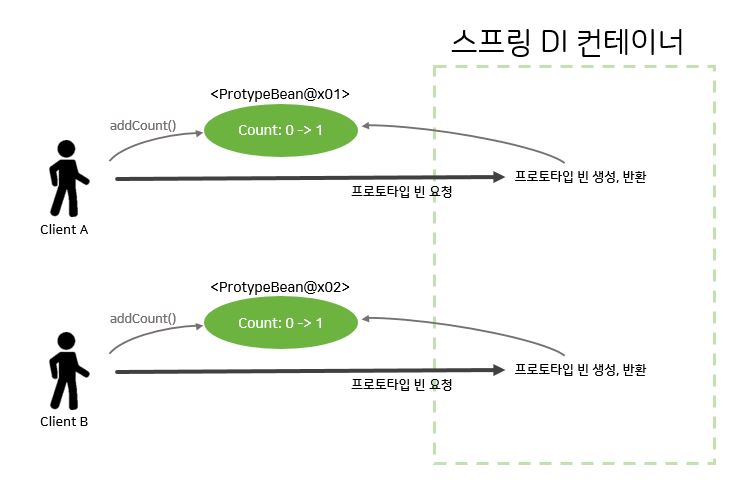 스프링 DI 컨테이너
<ProtypeBean@x01>
addCount()
Count: 0 -> 1
프로토타입 빈 요청
프로토타입 빈 생성, 반환
Client A
<ProtypeBean@x02>
addCount()
Count: 0 -> 1
프로토타입 빈 요청
프로토타입 빈 생성, 반환
Client B